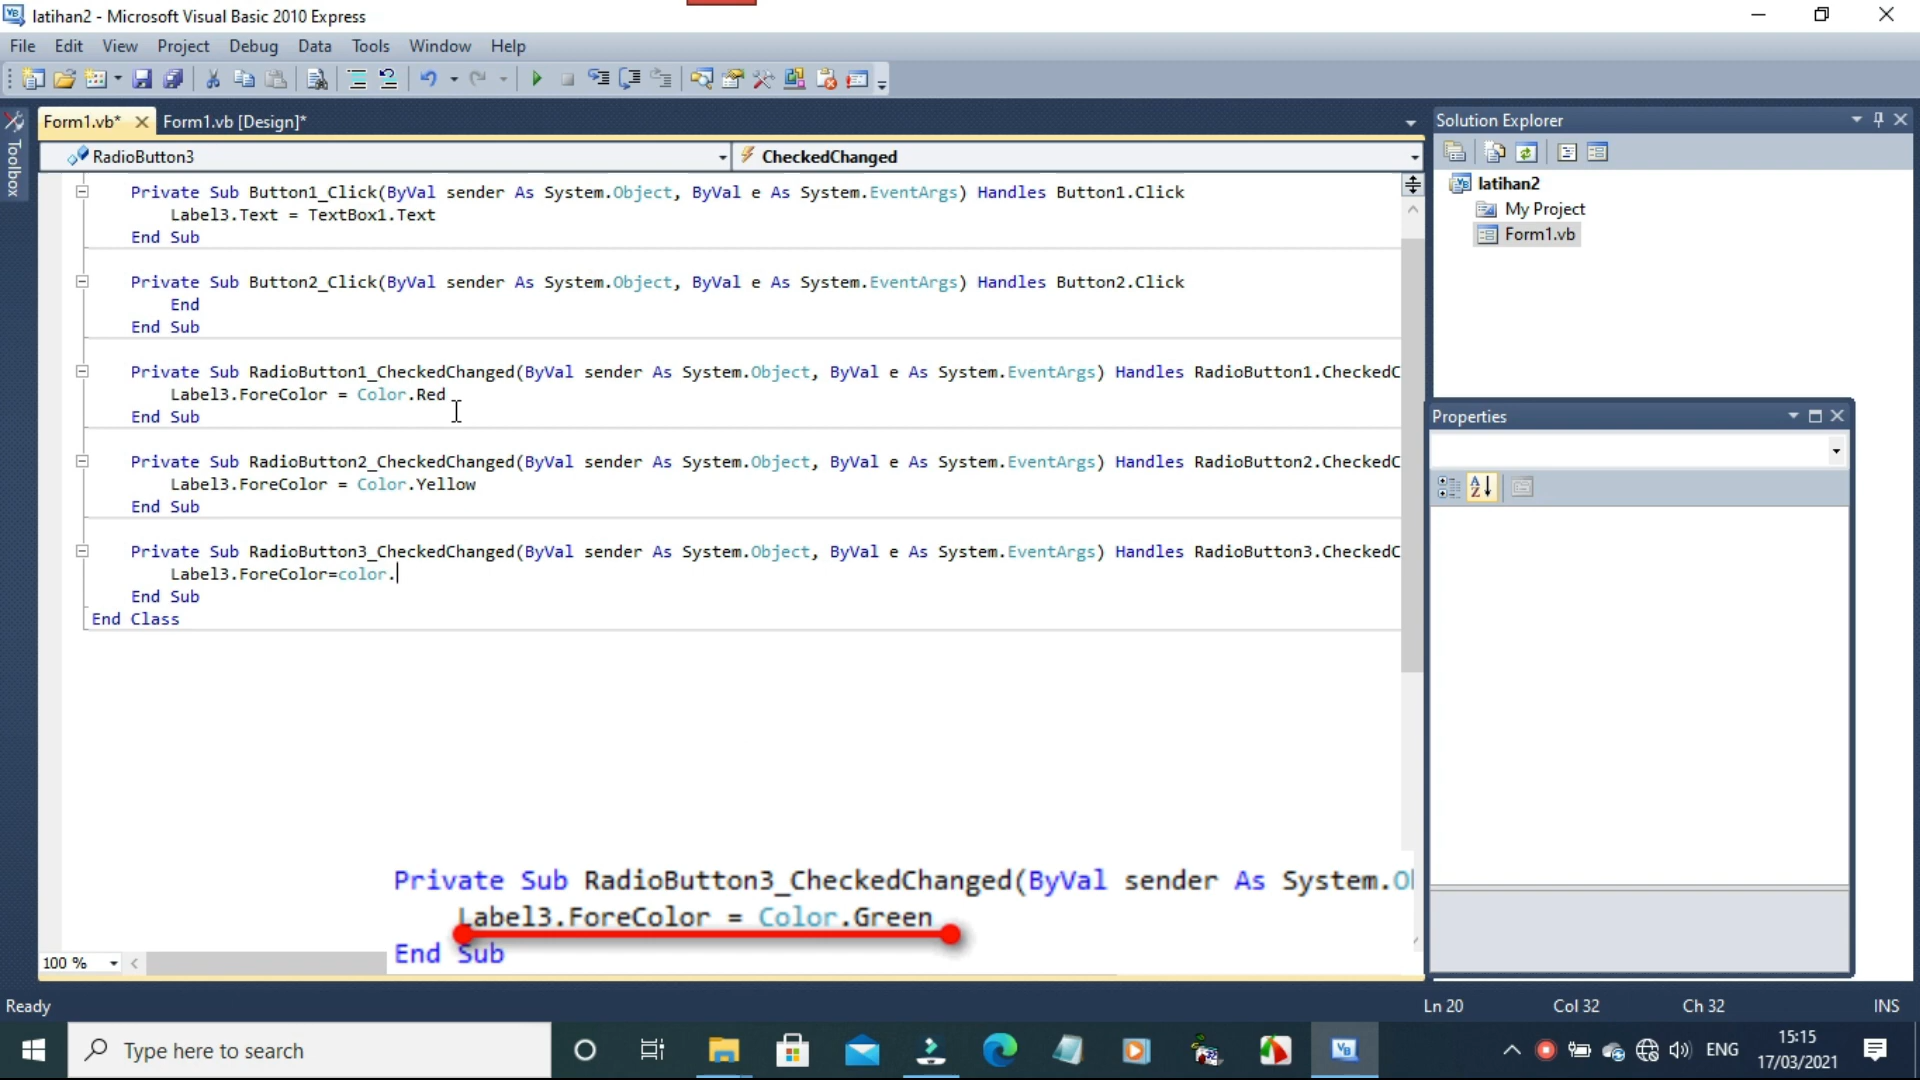 latihan2 - Microsoft Visual Basic 2010 Express
File Edit View Project Debug Data Tools Window Help
Form1.vb* Form1.vb [Design]*
RadioButton3 CheckedChanged
Toolbox
Private Sub Button1_Click(ByVal sender As System.Object, ByVal e As System.EventArgs) Handles Button1.Click
Label3.Text = TextBox1.Text
End Sub
Private Sub Button2_Click(ByVal sender As System.Object, ByVal e As System.EventArgs) Handles Button2.Click
End
End Sub
Private Sub RadioButton1_CheckedChanged(ByVal sender As System.Object, ByVal e As System.EventArgs) Handles RadioButton1.CheckedC
Label3.ForeColor = Color.Red
End Sub
Private Sub RadioButton2_CheckedChanged(ByVal sender As System.Object, ByVal e As System.EventArgs) Handles RadioButton2.CheckedC
Label3.ForeColor = Color.Yellow
End Sub
Private Sub RadioButton3_CheckedChanged(ByVal sender As System.Object, ByVal e As System.EventArgs) Handles RadioButton3.CheckedC
Label3.ForeColor=color.
End Sub
End Class
Private Sub RadioButton3_CheckedChanged(ByVal sender As System.O
Label3.ForeColor = Color.Green
End Sub
100 %
Solution Explorer
latihan2
My Project
Form1.vb
Properties
Ready Ln 20 Col 32 Ch 32 INS
Type here to search
ENG
15:15
17/03/2021